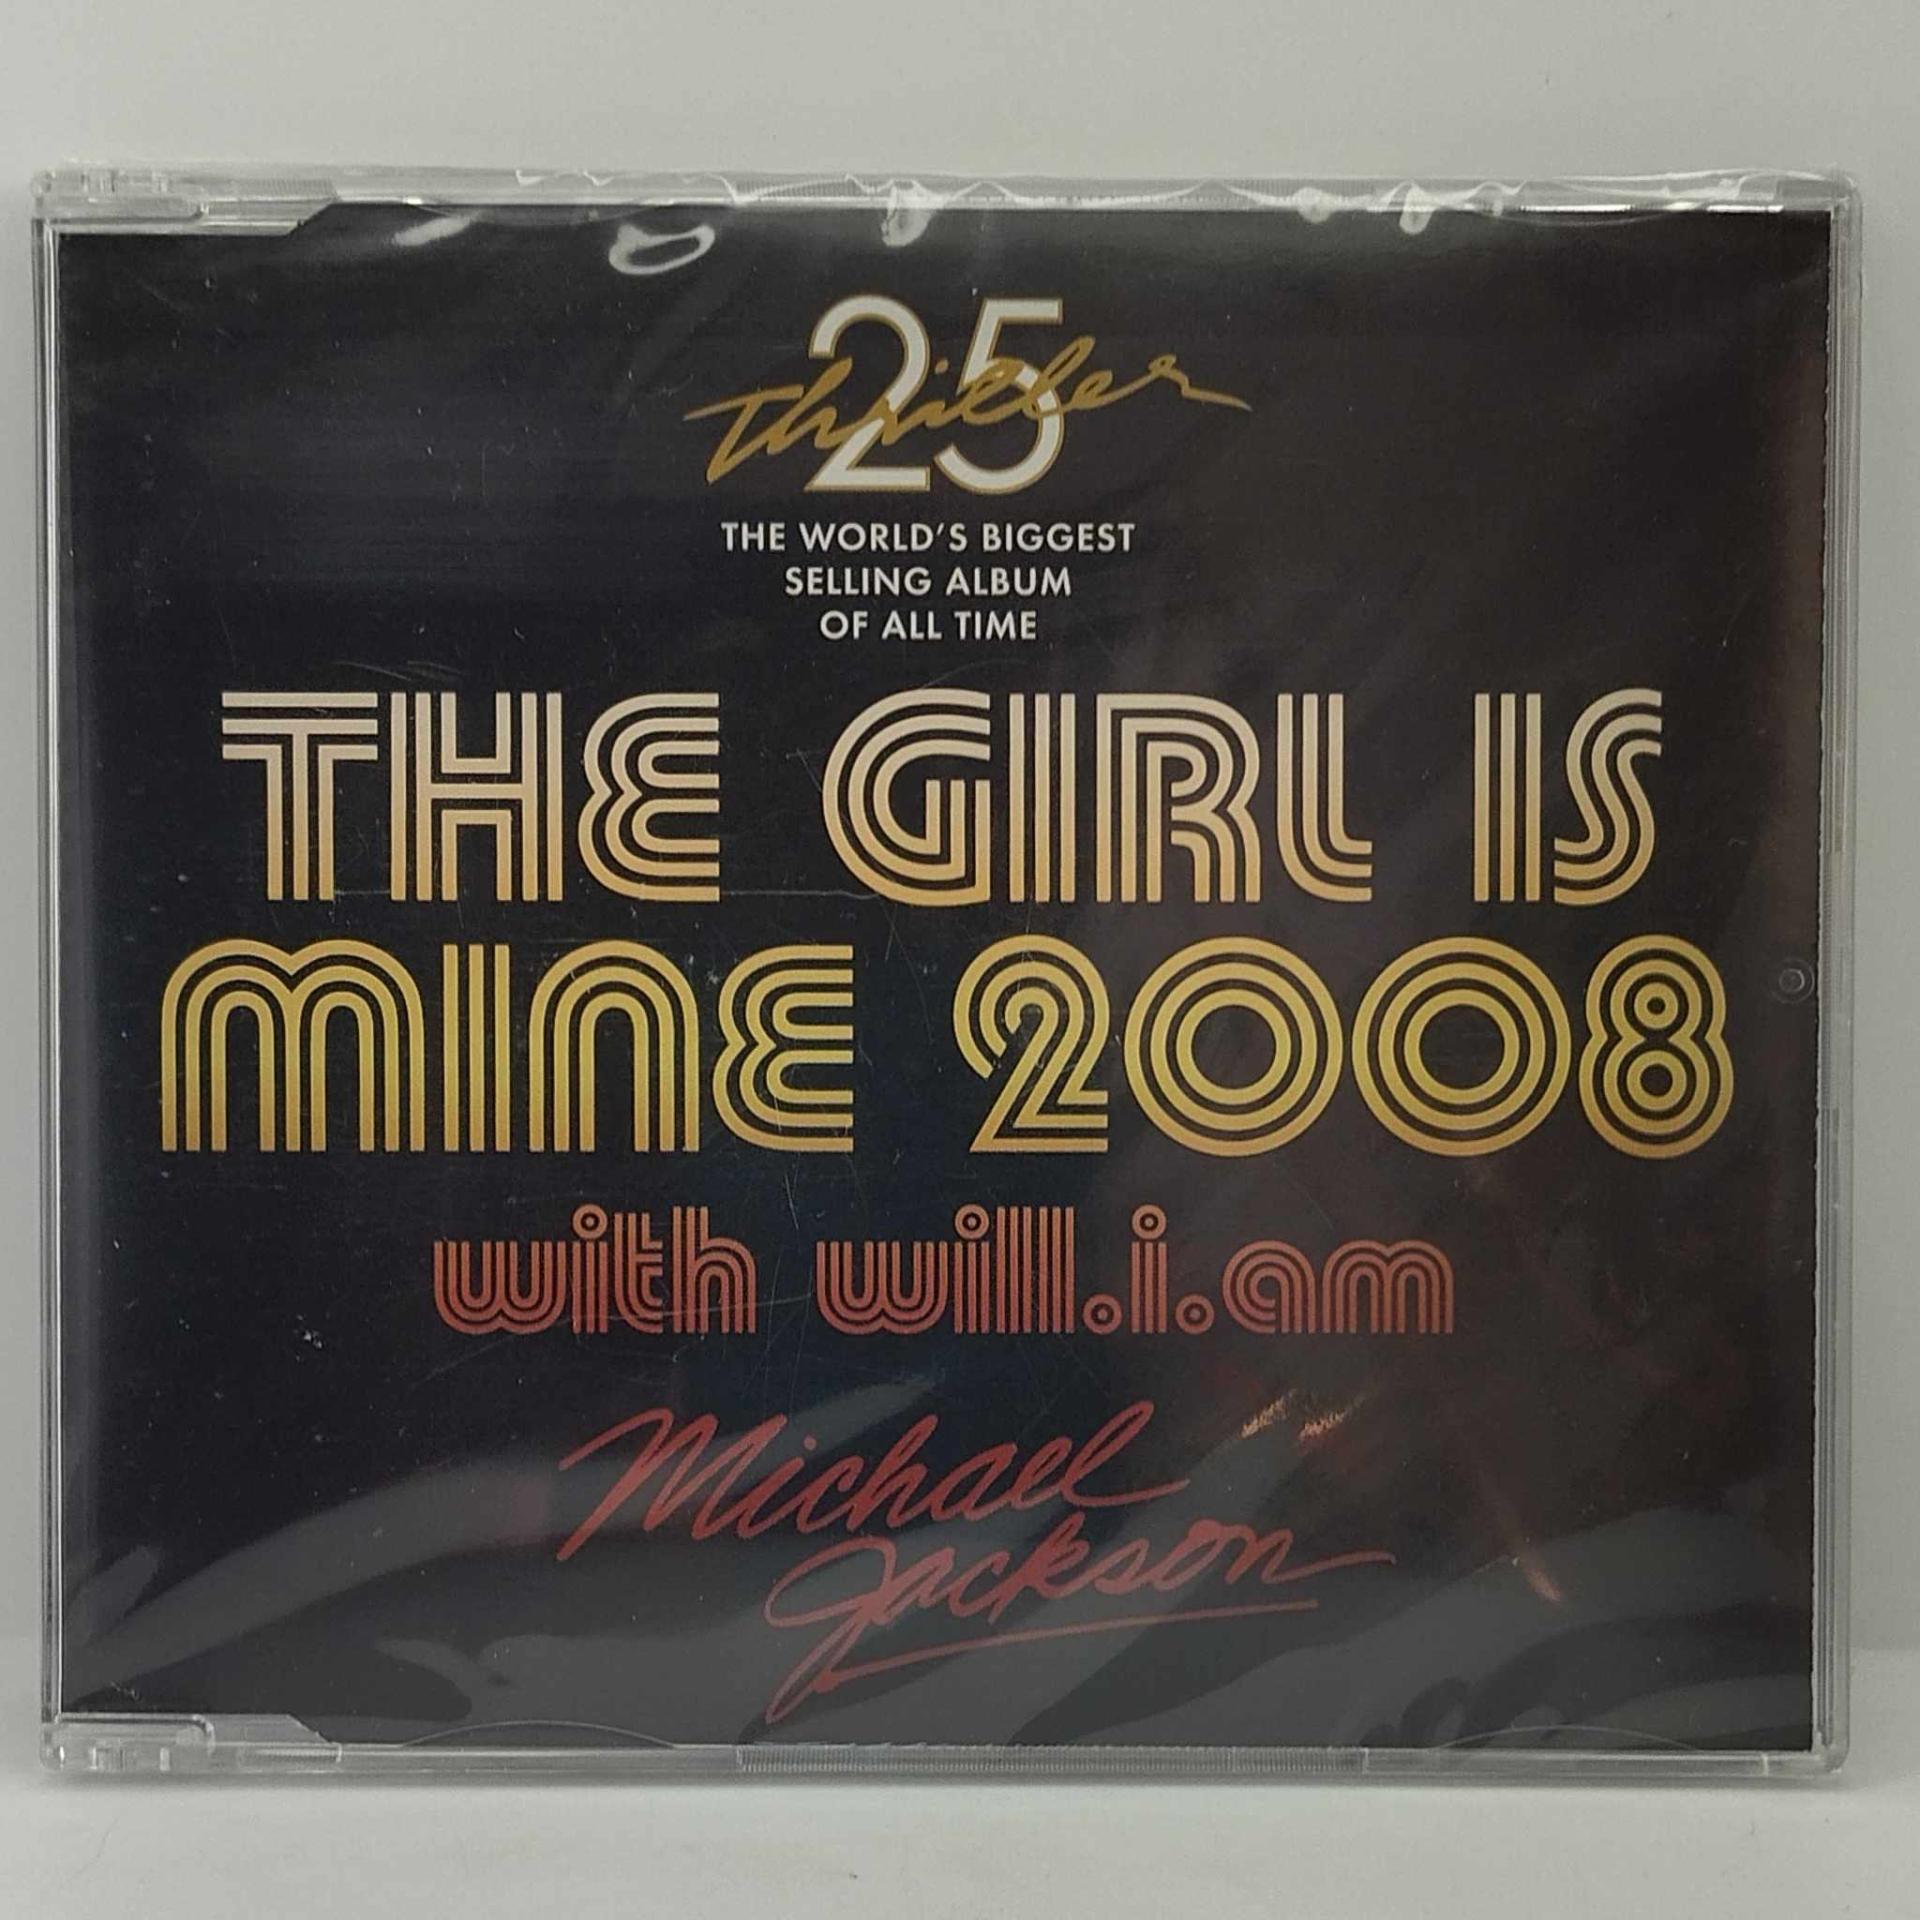 25
Thriller
THE WORLD'S BIGGEST
SELLING ALBUM
OF ALL TIME
THE GIRL IS
MINE 2008
with will.i.am
Michael
Jackson